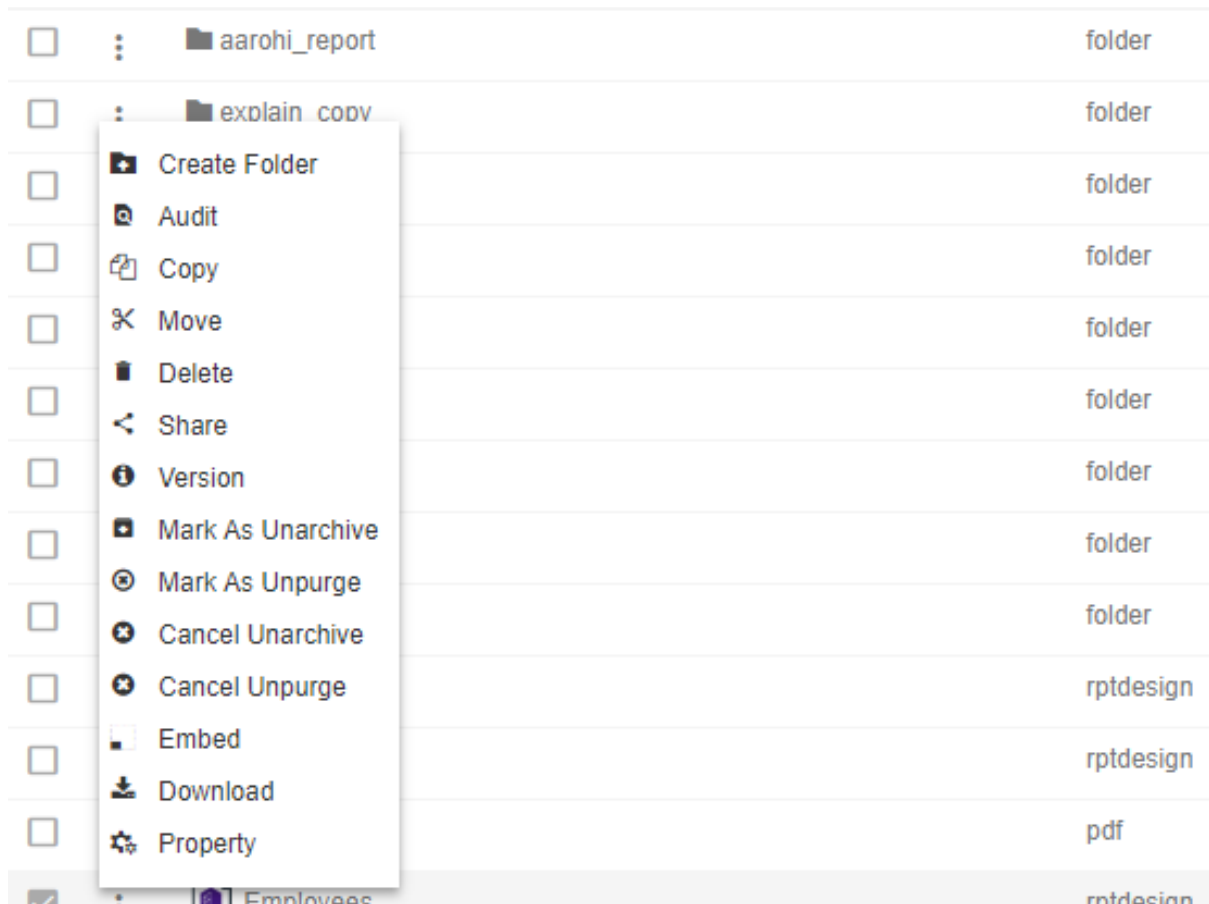 aarohi_report folder
explain_copy folder
Create Folder
Audit folder
Copy folder
Move folder
Delete
Share folder
Version folder
Mark As Unarchive folder
Mark As Unpurge
Cancel Unarchive folder
Cancel Unpurge rptdesign
Embed rptdesign
Download
Property pdf
Employees rptdesign